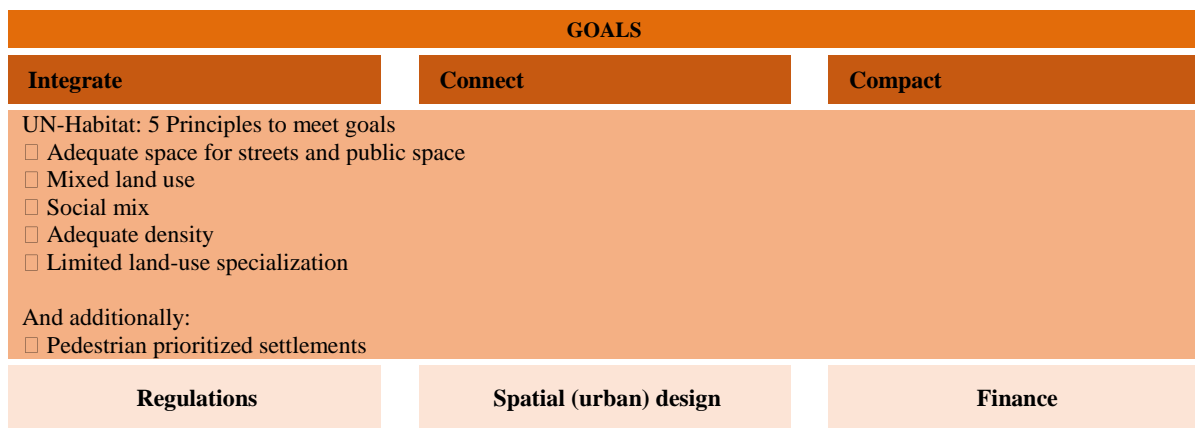 GOALS
Integrate
Connect
Compact
UN-Habitat: 5 Principles to meet goals
□ Adequate space for streets and public space
□ Mixed land use
□ Social mix
□ Adequate density
□ Limited land-use specialization
And additionally:
□ Pedestrian prioritized settlements
Regulations
Spatial (urban) design
Finance